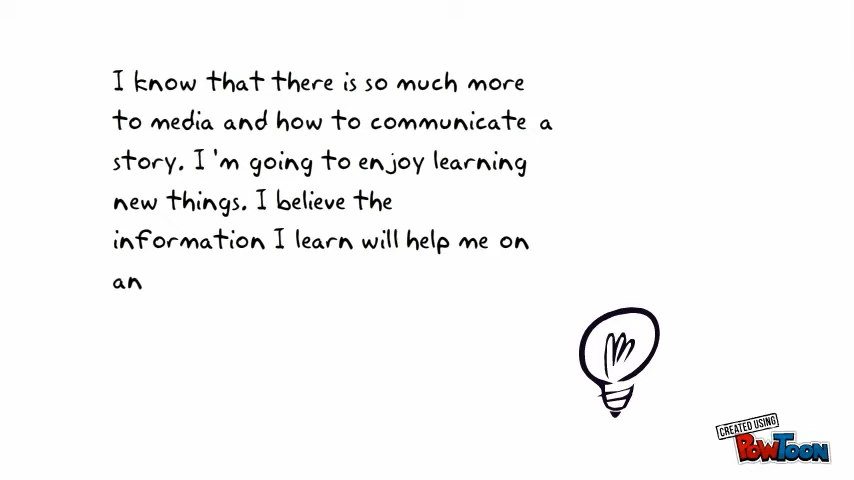 I know that there is so much more
to media and how to communicate a
story. I'm going to enjoy learning
new things. I believe the
information I learn will help me on
an
CREATED USING
POWTOON